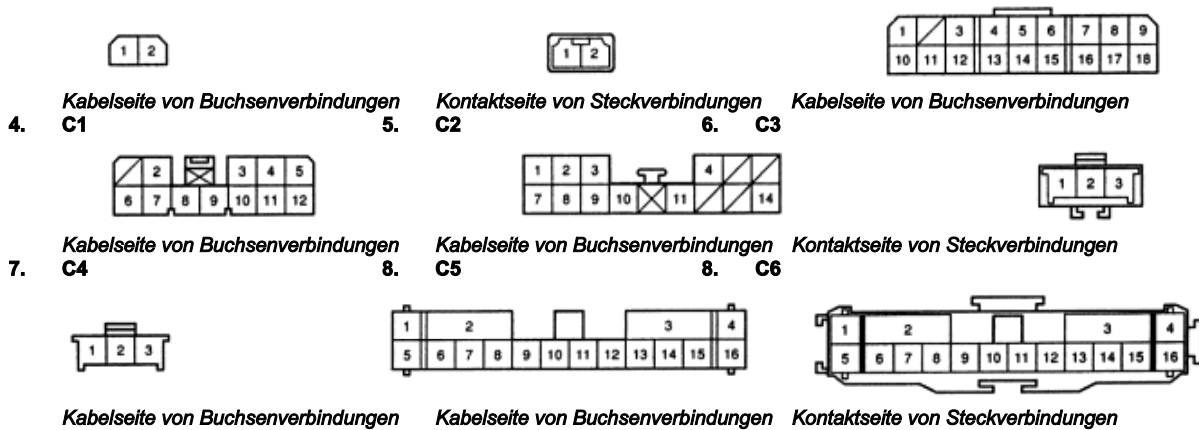 1 2 1 2 1 3 4 5 6 7 8 9
10 11 12 13 14 15 16 17 18
Kabelseite von Buchsenverbindungen Kontaktseite von Steckverbindungen Kabelseite von Buchsenverbindungen
4. C1 5. C2 6. C3
2 3 4 5 1 2 3 4
6 7 8 9 10 11 12 7 8 9 10 11 14 1 2 3
Kabelseite von Buchsenverbindungen Kabelseite von Buchsenverbindungen Kontaktseite von Steckverbindungen
7. C4 8. C5 8. C6
1 2 3 4 1 2 3 4
1 2 3 5 6 7 8 9 10 11 12 13 14 15 16 5 6 7 8 9 10 11 12 13 14 15 16
Kabelseite von Buchsenverbindungen Kabelseite von Buchsenverbindungen Kontaktseite von Steckverbindungen